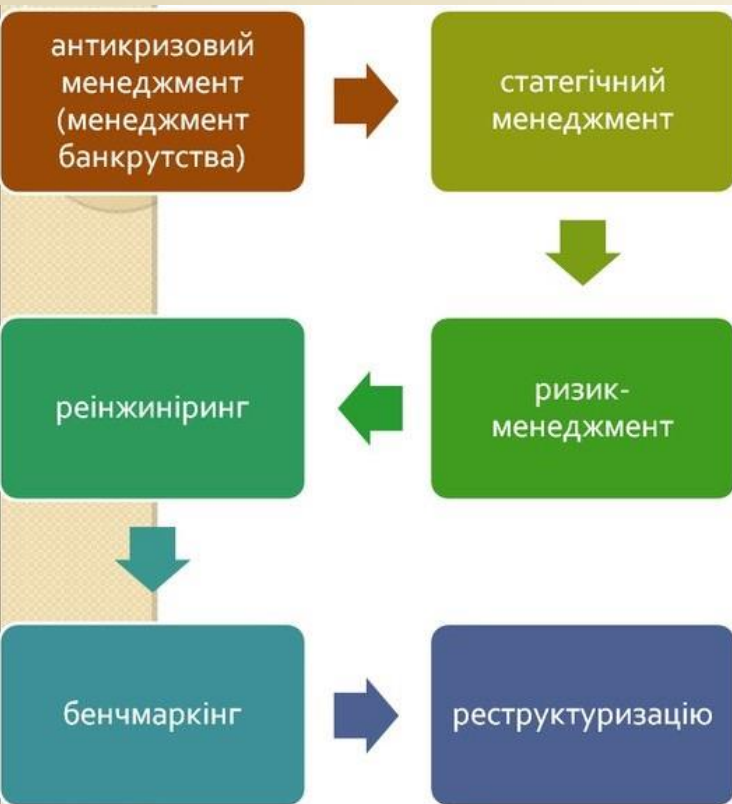 антикризовий
менеджмент
(менеджмент
банкрутства)
статегічний
менеджмент
ризик-
менеджмент
реінжиніринг
бенчмаркінг
реструктуризацію